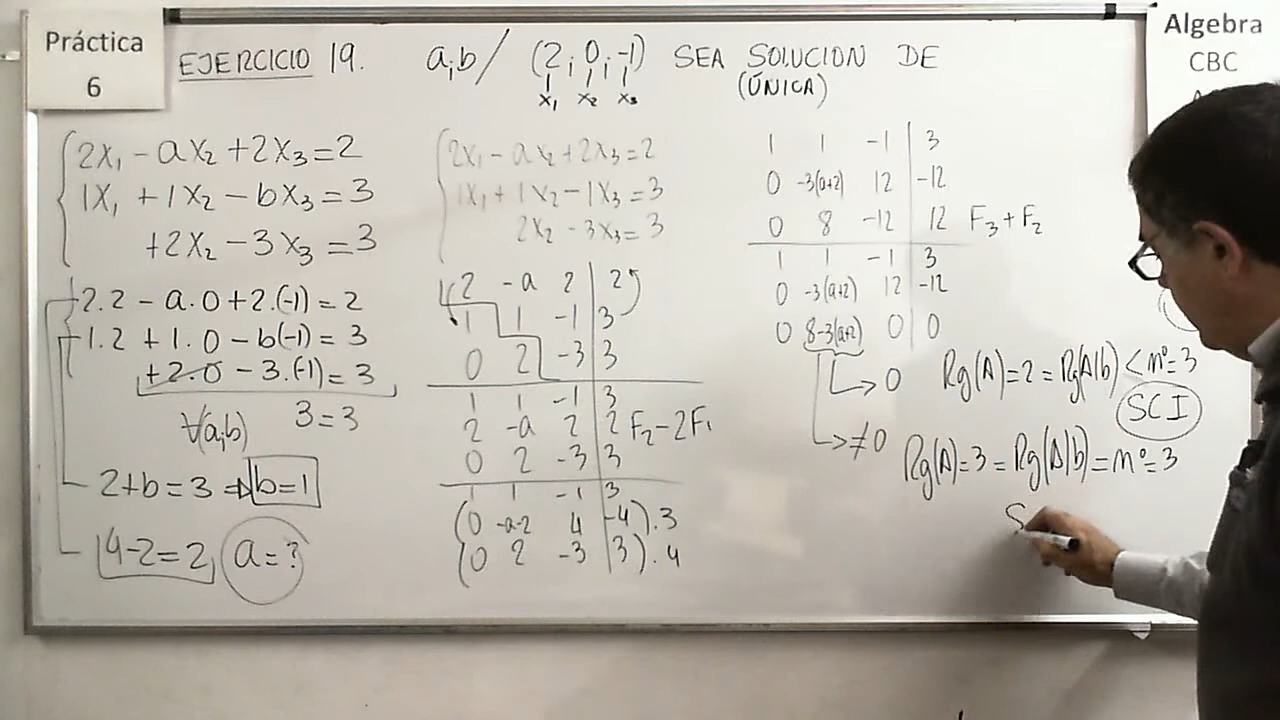 Práctica
6
EJERCICIO 19. a,b/ (2;0;-1) SEA SOLUCION DE
x₁ x₂ x₃ (ÚNICA)
2x₁ - ax₂ + 2x₃ = 2
1x₁ + 1x₂ - bx₃ = 3
+2x₂ - 3x₃ = 3
2.2 - a.0 + 2.(-1) = 2
1.2 + 1.0 - b(-1) = 3
+2.0 - 3.(-1) = 3
∀(a;b) 3 = 3
2+b=3 ⇒ b=1
4-2=2 a=?
2x₁ - ax₂ + 2x₃ = 2
1x₁ + 1x₂ - 1x₃ = 3
2x₂ - 3x₃ = 3
2 -a 2 | 2
1 1 -1 | 3
0 2 -3 | 3
1 1 -1 | 3
2 -a 2 | 2 F₂-2F₁
0 2 -3 | 3
1 1 -1 | 3
(0 -a-2 4 | -4).3
(0 2 -3 | 3).4
1 1 -1 | 3
0 -3(a+2) 12 | -12
0 8 -12 | 12 F₃+F₂
1 1 -1 | 3
0 -3(a+2) 12 | -12
0 8-3(a+2) 0 | 0
→ 0 Rg(A)=2=Rg(A|b) < nº=3
SCI
→ ≠0 Rg(A)=3=Rg(A|b)=nº=3
S
Algebra
CBC